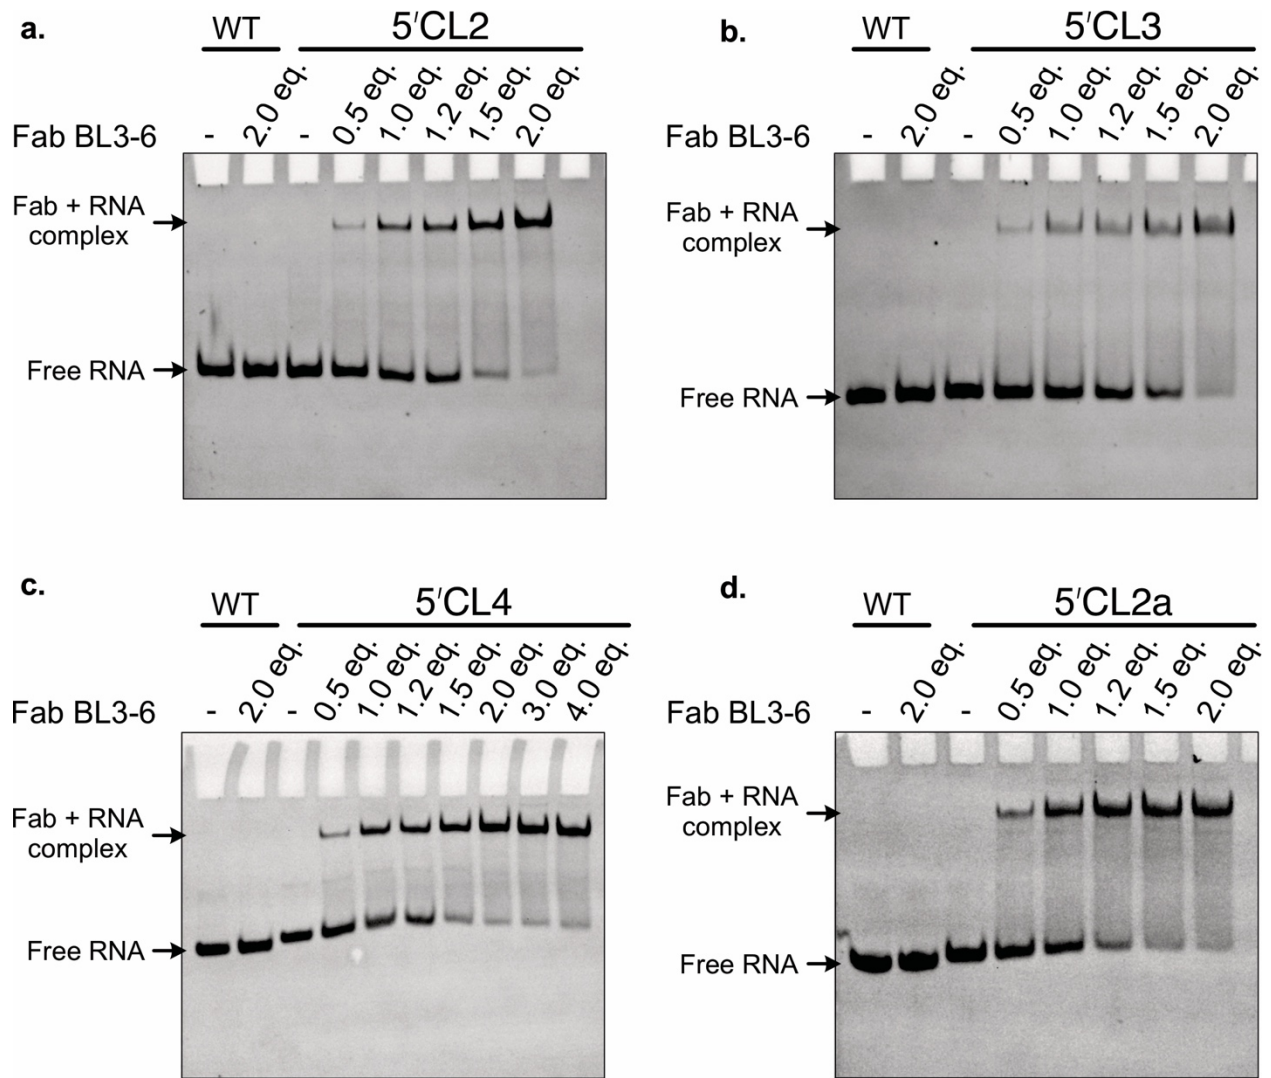 a.
WT 5′CL2
Fab BL3-6 - 2.0 eq. - 0.5 eq. 1.0 eq. 1.2 eq. 1.5 eq. 2.0 eq.
Fab + RNA
complex
Free RNA
b.
WT 5′CL3
Fab BL3-6 - 2.0 eq. - 0.5 eq. 1.0 eq. 1.2 eq. 1.5 eq. 2.0 eq.
Fab + RNA
complex
Free RNA
c.
WT 5′CL4
Fab BL3-6 - 2.0 eq. - 0.5 eq. 1.0 eq. 1.2 eq. 1.5 eq. 2.0 eq. 3.0 eq. 4.0 eq.
Fab + RNA
complex
Free RNA
d.
WT 5′CL2a
Fab BL3-6 - 2.0 eq. - 0.5 eq. 1.0 eq. 1.2 eq. 1.5 eq. 2.0 eq.
Fab + RNA
complex
Free RNA